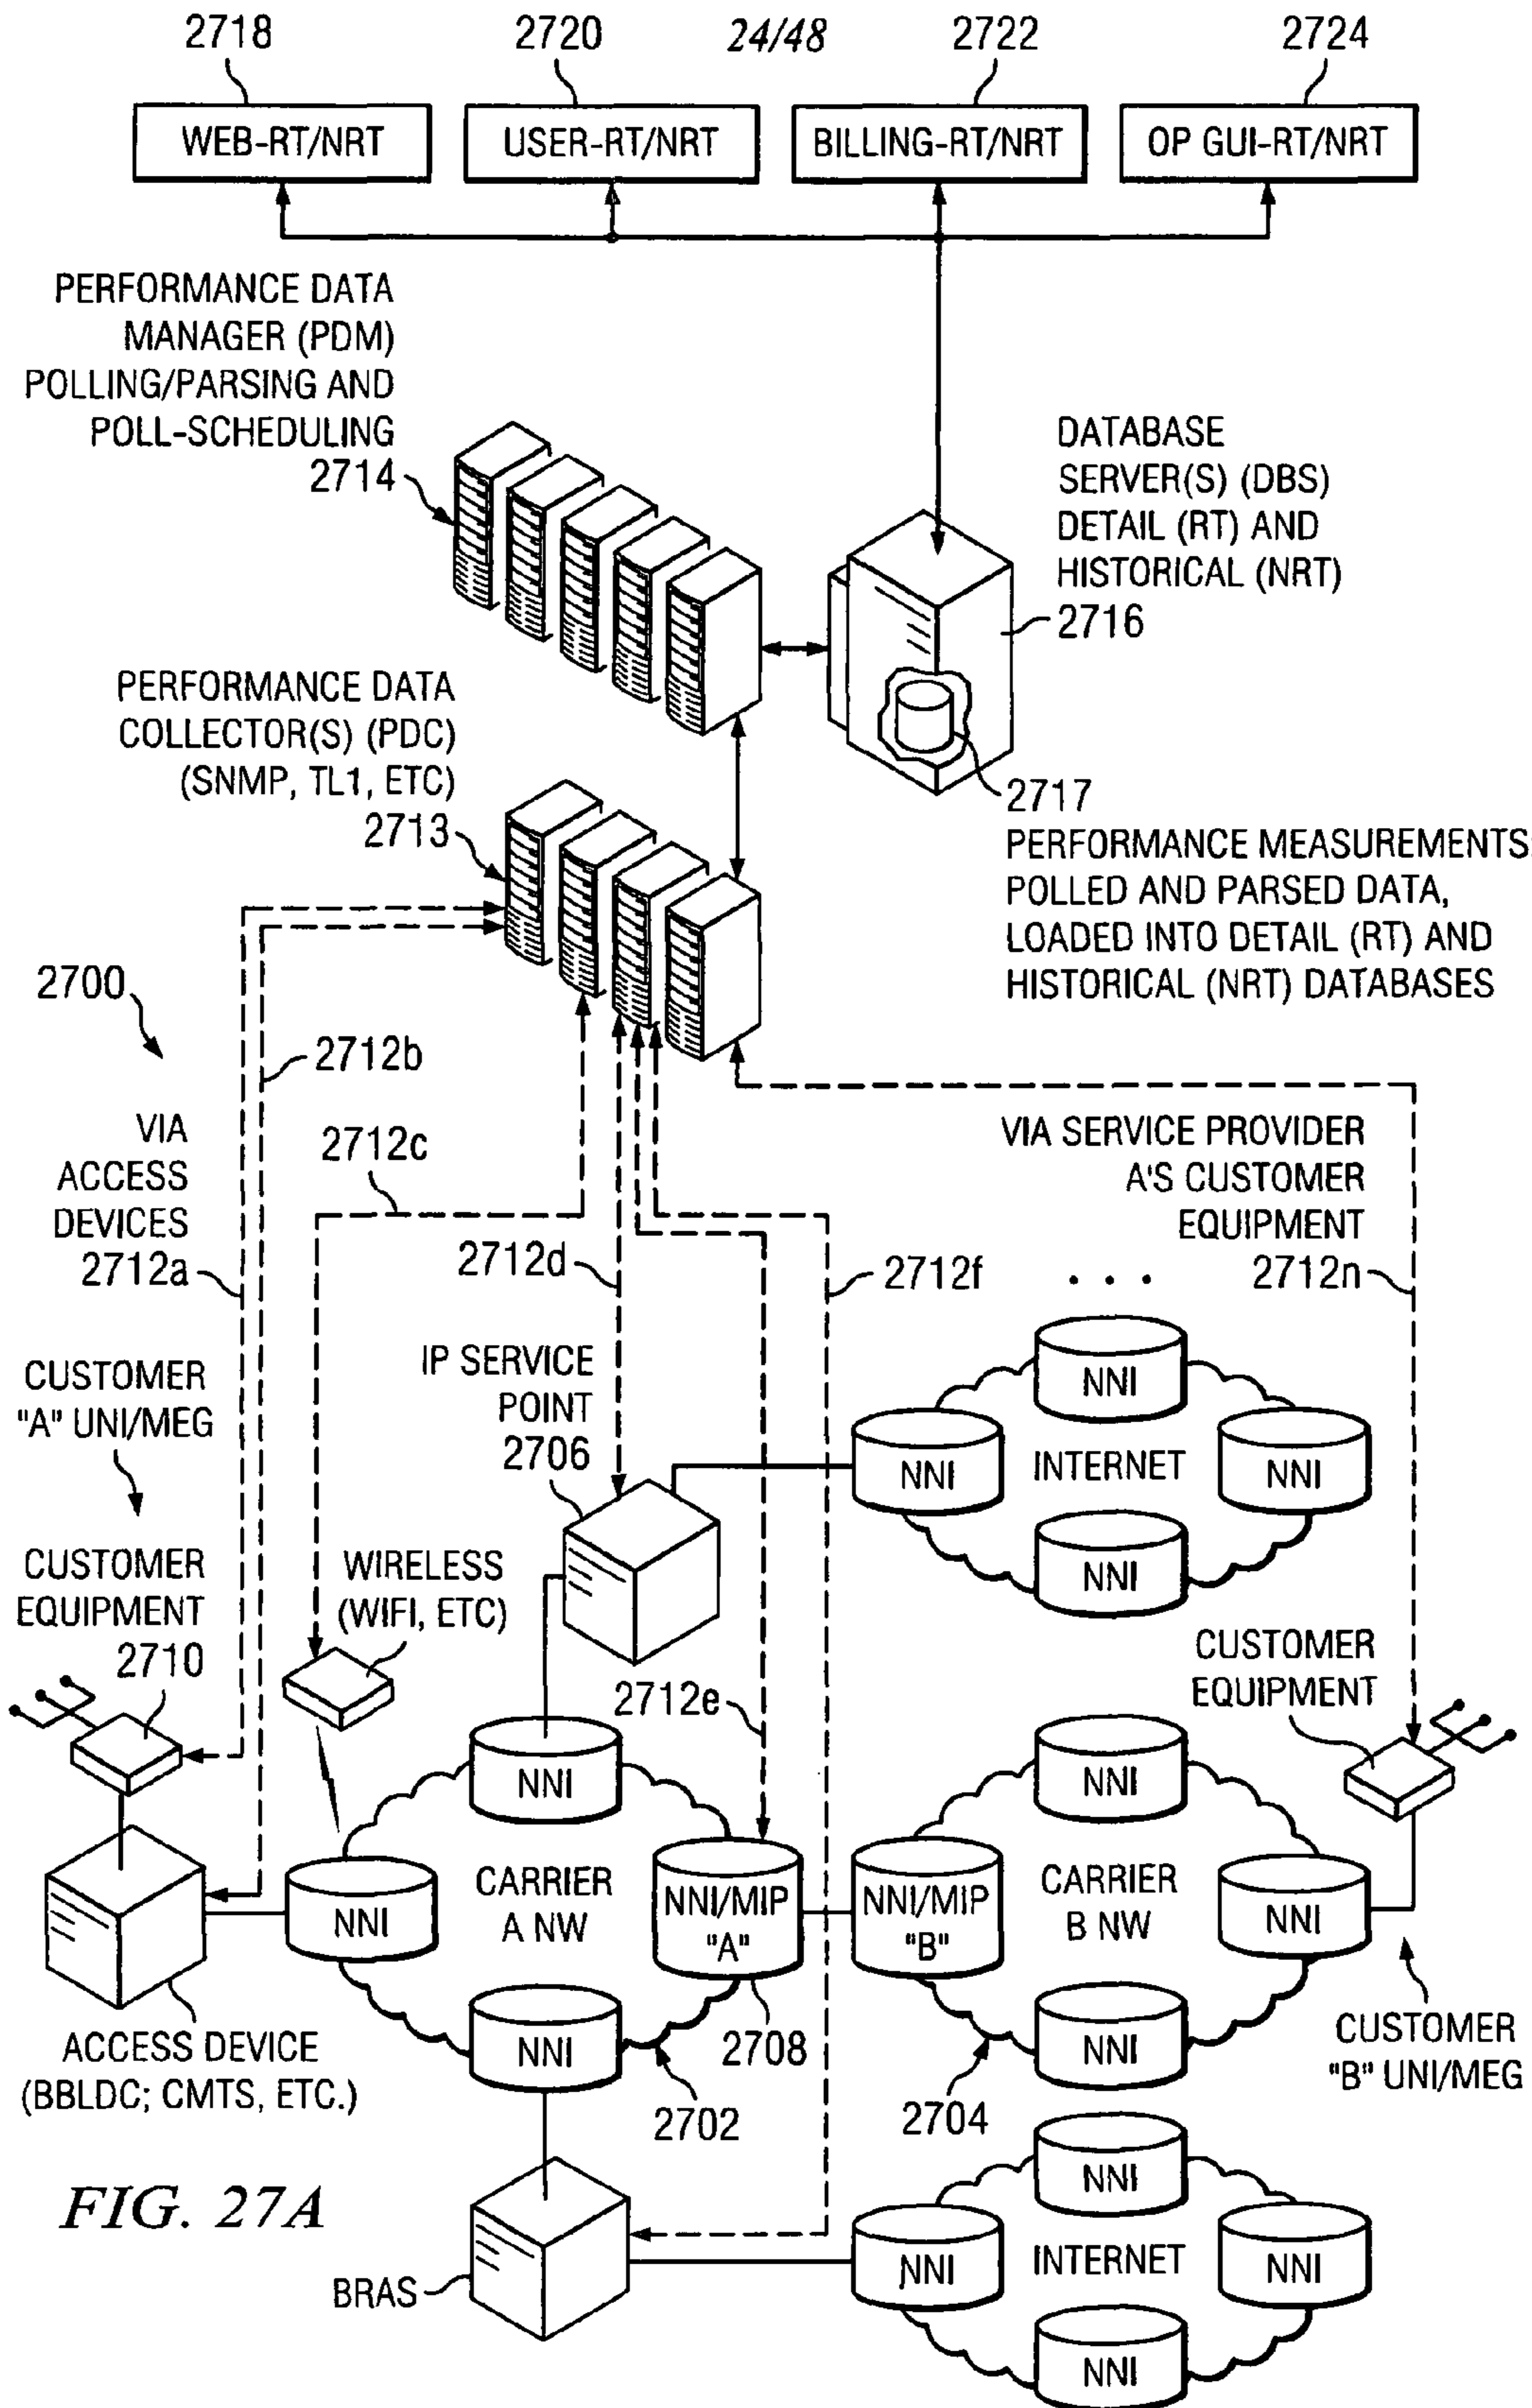 2718
2720
24/48
2722
2724
WEB-RT/NRT
USER-RT/NRT
BILLING-RT/NRT
OP GUI-RT/NRT
PERFORMANCE DATA
MANAGER (PDM)
POLLING/PARSING AND
POLL-SCHEDULING
2714
DATABASE
SERVER(S) (DBS)
DETAIL (RT) AND
HISTORICAL (NRT)
2716
PERFORMANCE DATA
COLLECTOR(S) (PDC)
(SNMP, TL1, ETC)
2713
2717
PERFORMANCE MEASUREMENTS
POLLED AND PARSED DATA,
LOADED INTO DETAIL (RT) AND
HISTORICAL (NRT) DATABASES
2700
2712b
VIA
ACCESS
DEVICES
2712a
2712c
2712d
VIA SERVICE PROVIDER
A'S CUSTOMER
EQUIPMENT
2712n
2712f
. . .
CUSTOMER
"A" UNI/MEG
IP SERVICE
POINT
2706
NNI
NNI
INTERNET
NNI
NNI
CUSTOMER
EQUIPMENT
2710
WIRELESS
(WIFI, ETC)
2712e
CUSTOMER
EQUIPMENT
NNI
NNI
CARRIER
A NW
NNI/MIP
"A"
NNI
2708
2702
NNI
NNI/MIP
"B"
CARRIER
B NW
NNI
NNI
2704
CUSTOMER
"B" UNI/MEG
ACCESS DEVICE
(BBLDC; CMTS, ETC.)
BRAS
NNI
NNI
INTERNET
NNI
NNI
FIG. 27A